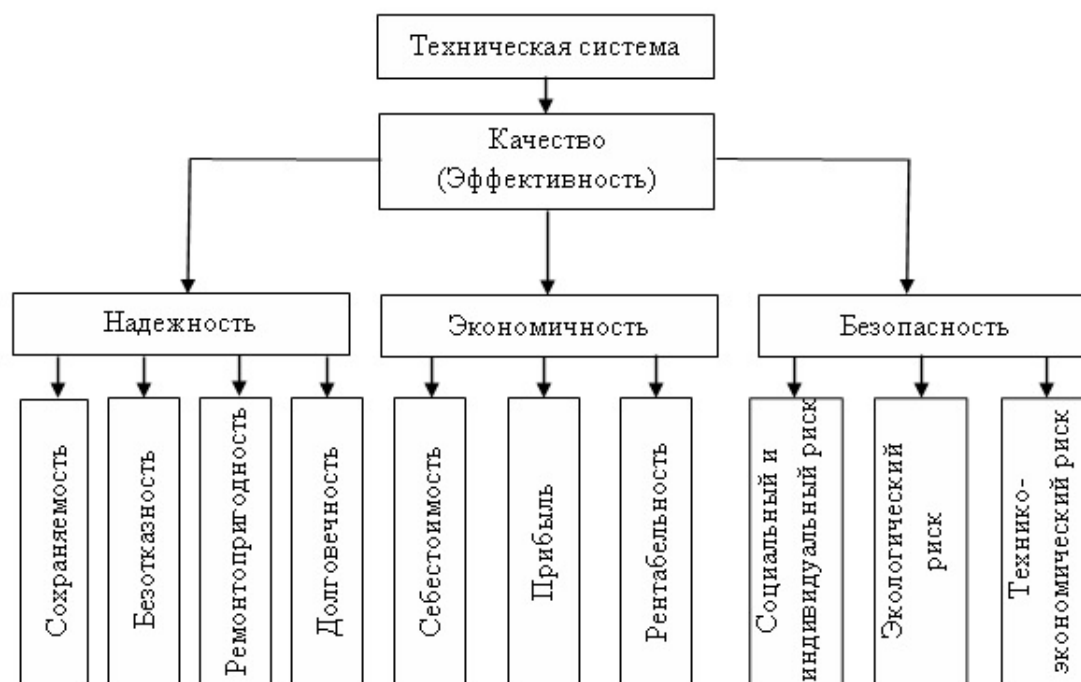 Техническая система
Качество
(Эффективность)
Надежность
Экономичность
Безопасность
Сохраняемость
Безотказность
Ремонтопригодность
Долговечность
Себестоимость
Прибыль
Рентабельность
Социальный и
индивидуальный риск
Экологический
риск
Технико-
экономический риск